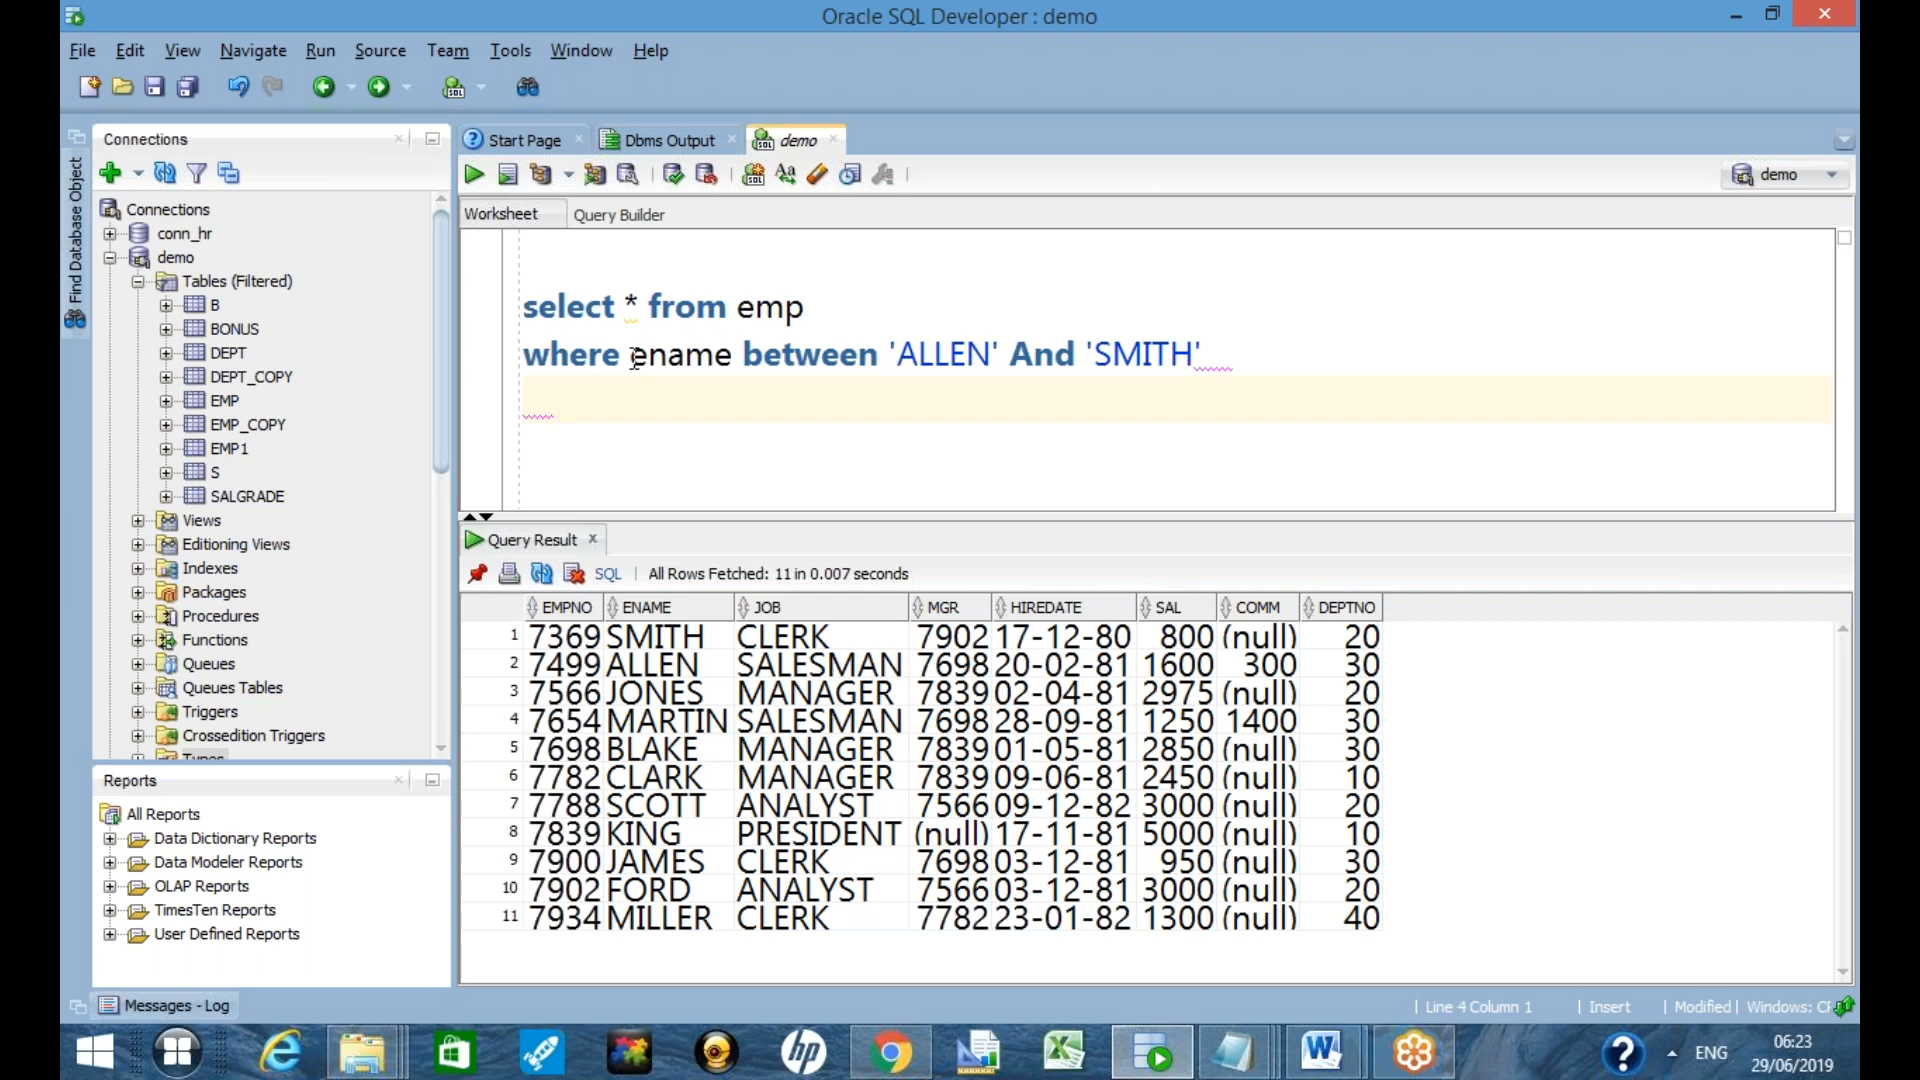 Oracle SQL Developer : demo
File Edit View Navigate Run Source Team Tools Window Help
Find Database Object
Connections
Connections
conn_hr
demo
Tables (Filtered)
B
BONUS
DEPT
DEPT_COPY
EMP
EMP_COPY
EMP1
S
SALGRADE
Views
Editioning Views
Indexes
Packages
Procedures
Functions
Queues
Queues Tables
Triggers
Crossedition Triggers
Types
Reports
All Reports
Data Dictionary Reports
Data Modeler Reports
OLAP Reports
TimesTen Reports
User Defined Reports
Start Page Dbms Output demo
demo
Worksheet Query Builder
select * from emp
where ename between 'ALLEN' And 'SMITH'
Query Result
SQL All Rows Fetched: 11 in 0.007 seconds
EMPNO ENAME JOB MGR HIREDATE SAL COMM DEPTNO
1 7369 SMITH CLERK 7902 17-12-80 800 (null) 20
2 7499 ALLEN SALESMAN 7698 20-02-81 1600 300 30
3 7566 JONES MANAGER 7839 02-04-81 2975 (null) 20
4 7654 MARTIN SALESMAN 7698 28-09-81 1250 1400 30
5 7698 BLAKE MANAGER 7839 01-05-81 2850 (null) 30
6 7782 CLARK MANAGER 7839 09-06-81 2450 (null) 10
7 7788 SCOTT ANALYST 7566 09-12-82 3000 (null) 20
8 7839 KING PRESIDENT (null) 17-11-81 5000 (null) 10
9 7900 JAMES CLERK 7698 03-12-81 950 (null) 30
10 7902 FORD ANALYST 7566 03-12-81 3000 (null) 20
11 7934 MILLER CLERK 7782 23-01-82 1300 (null) 40
Messages - Log
Line 4 Column 1 Insert Modified Windows:
ENG
06:23
29/06/2019